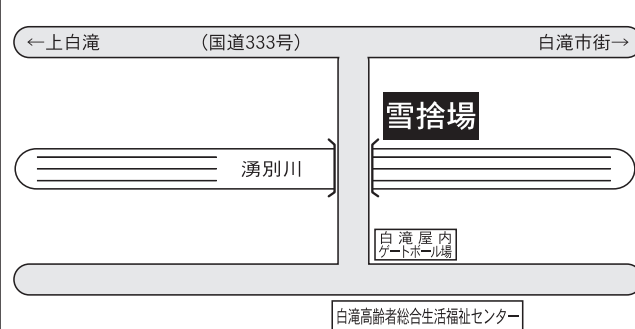 ←上白滝　（国道333号）　白滝市街→
雪捨場
湧別川
白滝屋内
ゲートボール場
白滝高齢者総合生活福祉センター